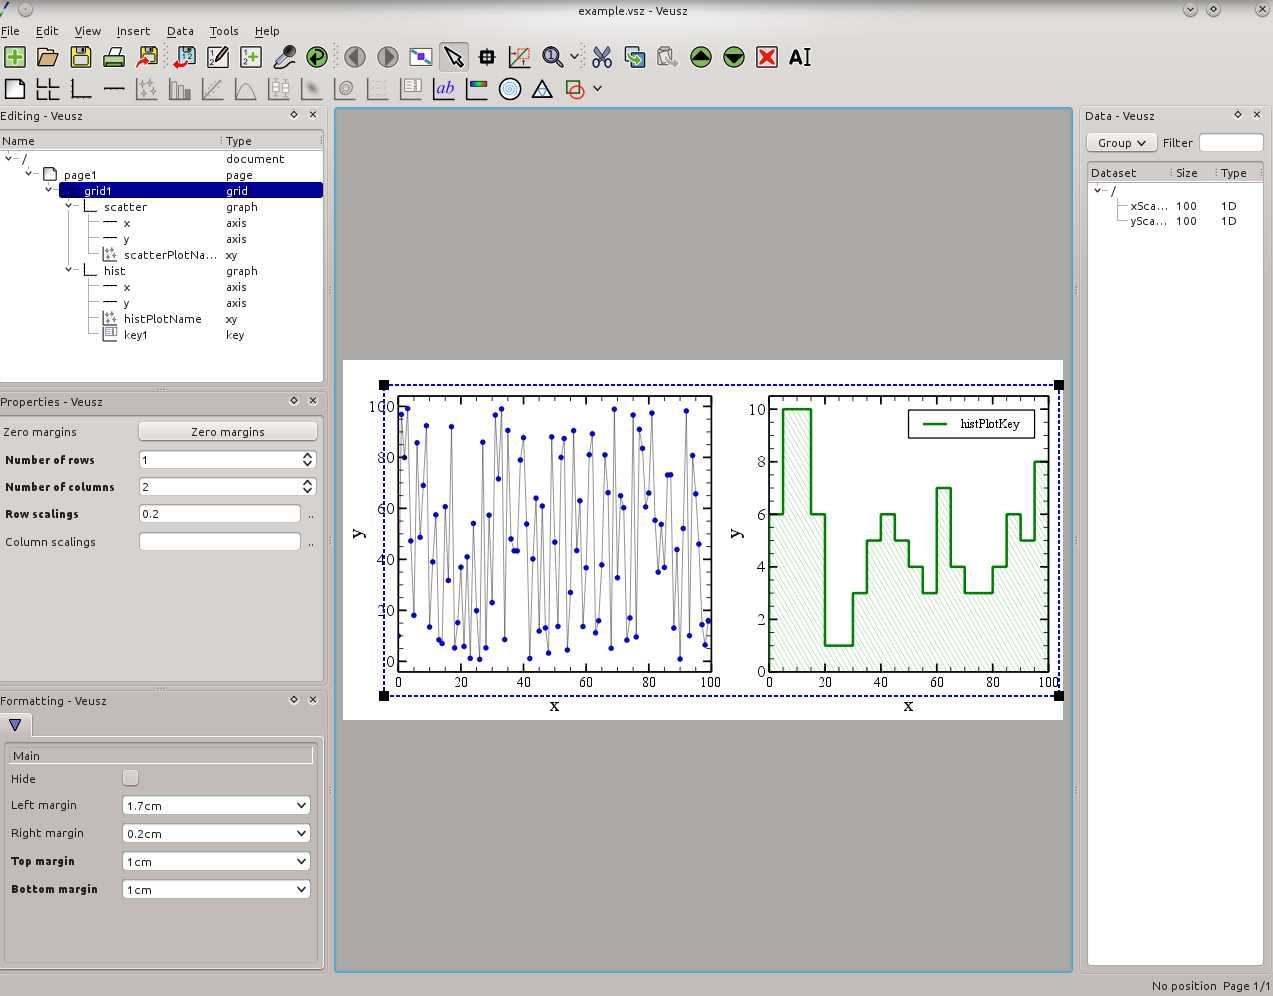 example.vsz - Veusz
File Edit View Insert Data Tools Help
Editing - Veusz
Name Type
/ document
page1 page
grid1 grid
scatter graph
x axis
y axis
scatterPlotNa... xy
hist graph
x axis
y axis
histPlotName xy
key1 key
Properties - Veusz
Zero margins Zero margins
Number of rows 1
Number of columns 2
Row scalings 0.2 ..
Column scalings ..
Formatting - Veusz
Main
Hide
Left margin 1.7cm
Right margin 0.2cm
Top margin 1cm
Bottom margin 1cm
100
80
60
40
20
0
y
0 20 40 60 80 100
x
10
8
6
4
2
0
y
histPlotKey
0 20 40 60 80 100
x
Data - Veusz
Group Filter
Dataset Size Type
/
xSca... 100 1D
ySca... 100 1D
No position Page 1/1